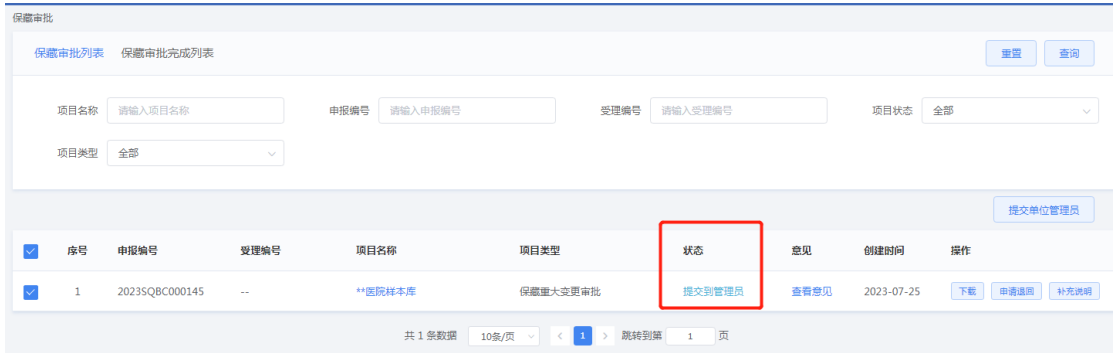 保藏审批
保藏审批列表 保藏审批完成列表 重置 查询
项目名称 请输入项目名称 申报编号 请输入申报编号 受理编号 请输入受理编号 项目状态 全部
项目类型 全部
提交单位管理员
序号 申报编号 受理编号 项目名称 项目类型 状态 意见 创建时间 操作
1 2023SQBC000145 -- **医院样本库 保藏重大变更审批 提交到管理员 查看意见 2023-07-25 下载 申请退回 补充说明
共 1 条数据 10条/页 < 1 > 跳转到第 1 页